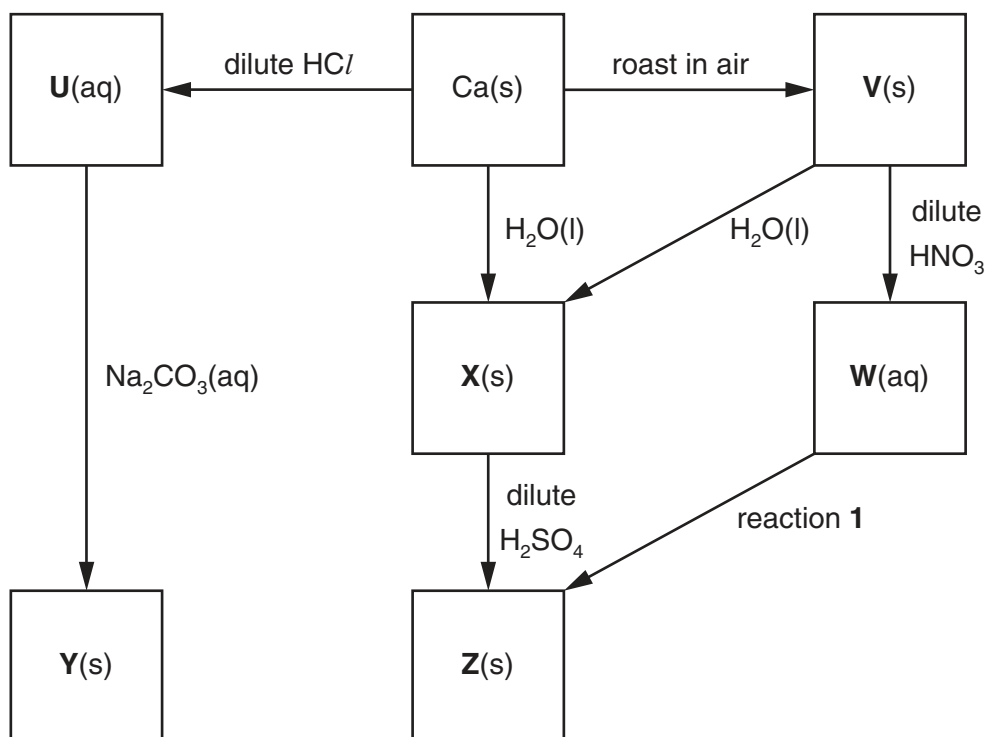 U(aq)
dilute HCl
Ca(s)
roast in air
V(s)
H₂O(l)
H₂O(l)
dilute
HNO₃
Na₂CO₃(aq)
X(s)
W(aq)
dilute
H₂SO₄
reaction 1
Y(s)
Z(s)